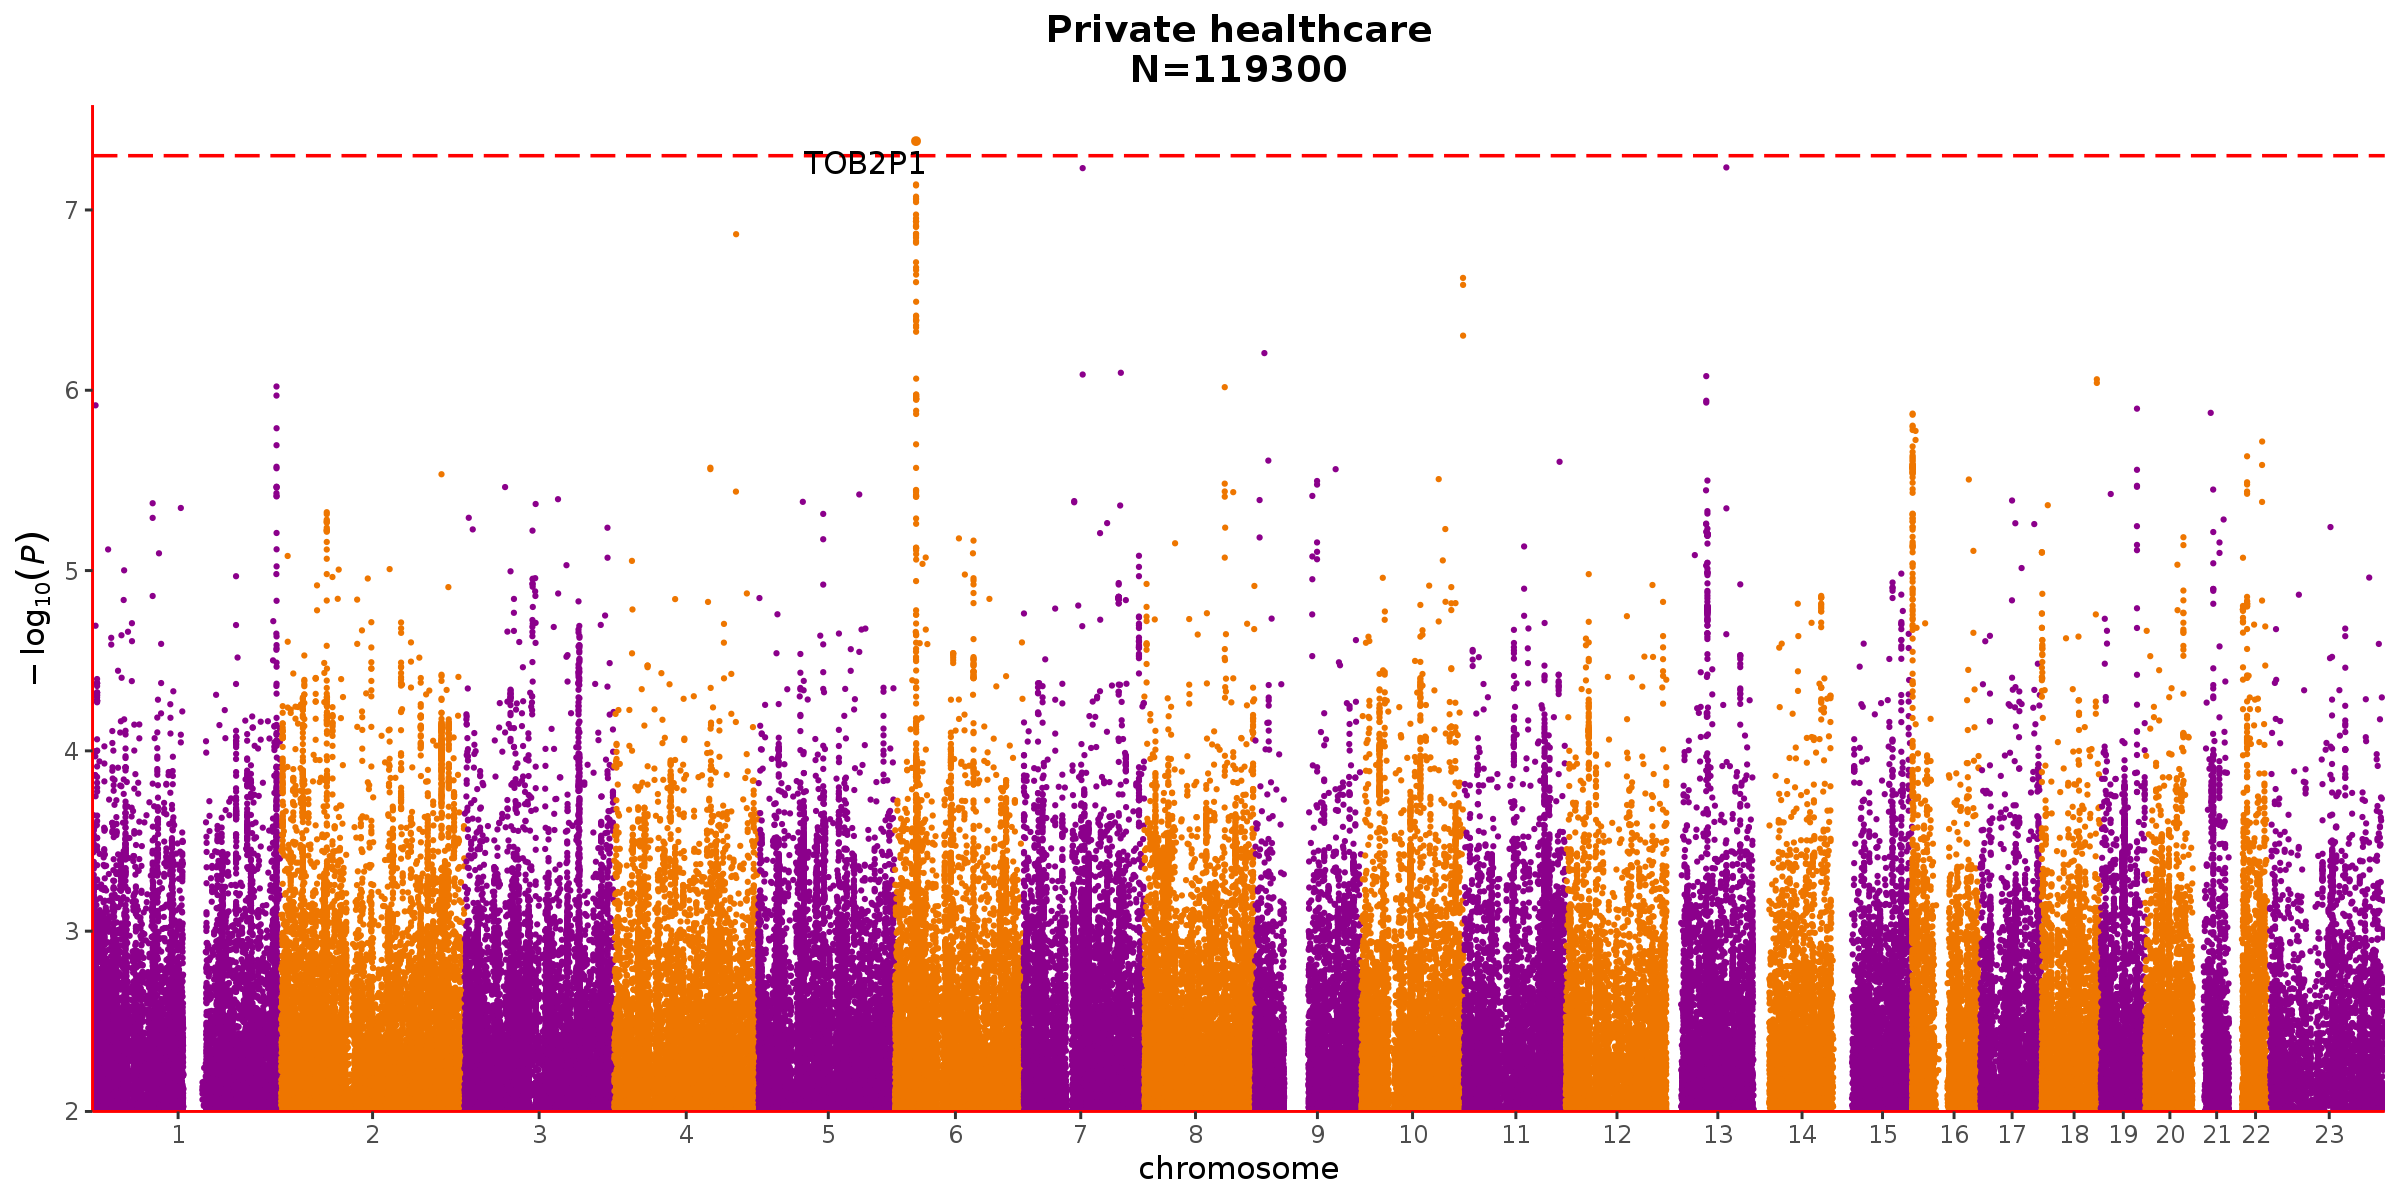 Private healthcare
N=119300
TOB2P1
7
6
5
4
3
2
−log₁₀(P)
1 2 3 4 5 6 7 8 9 10 11 12 13 14 15 16 17 18 19 20 21 22 23
chromosome